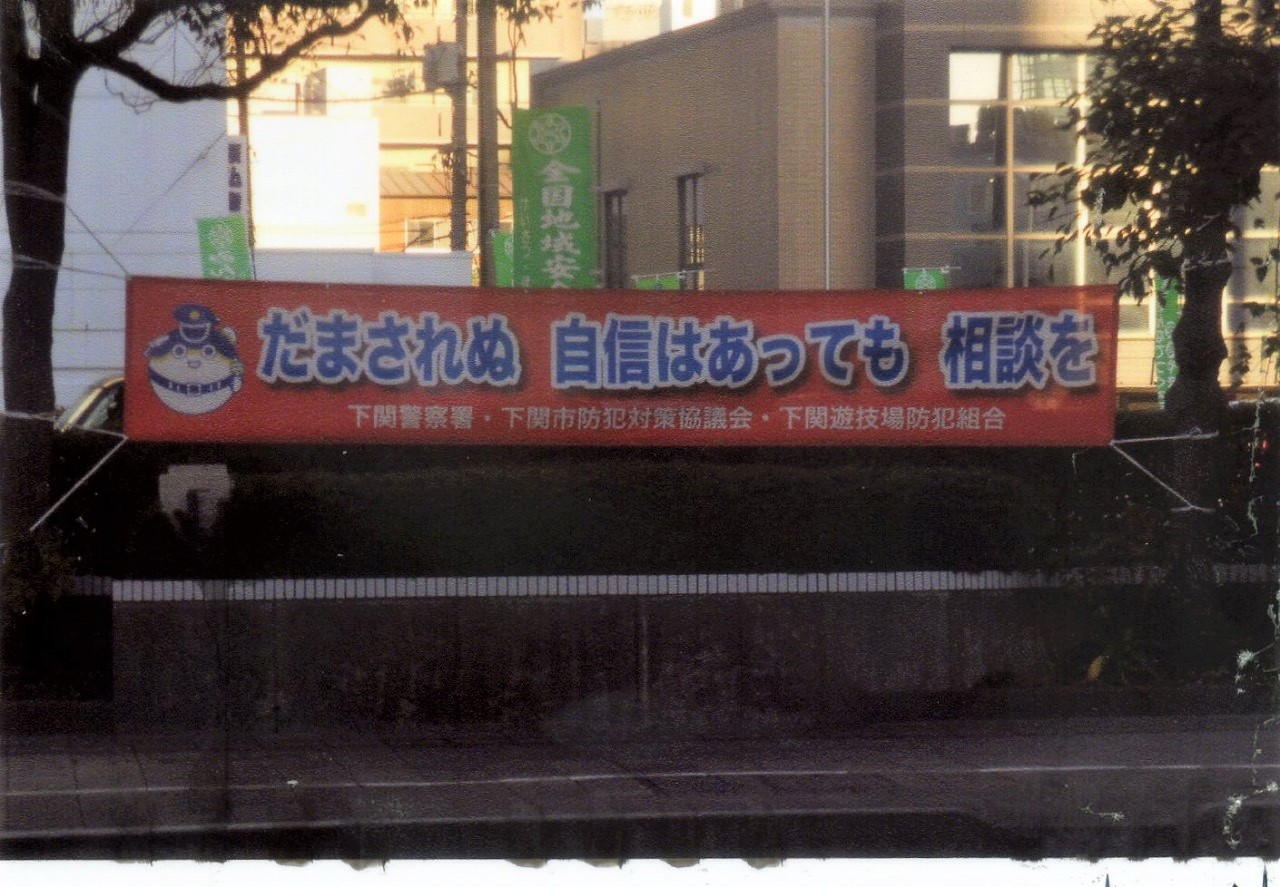 全国地域安
だまされぬ 自信はあっても 相談を
下関警察署・下関市防犯対策協議会・下関遊技場防犯組合